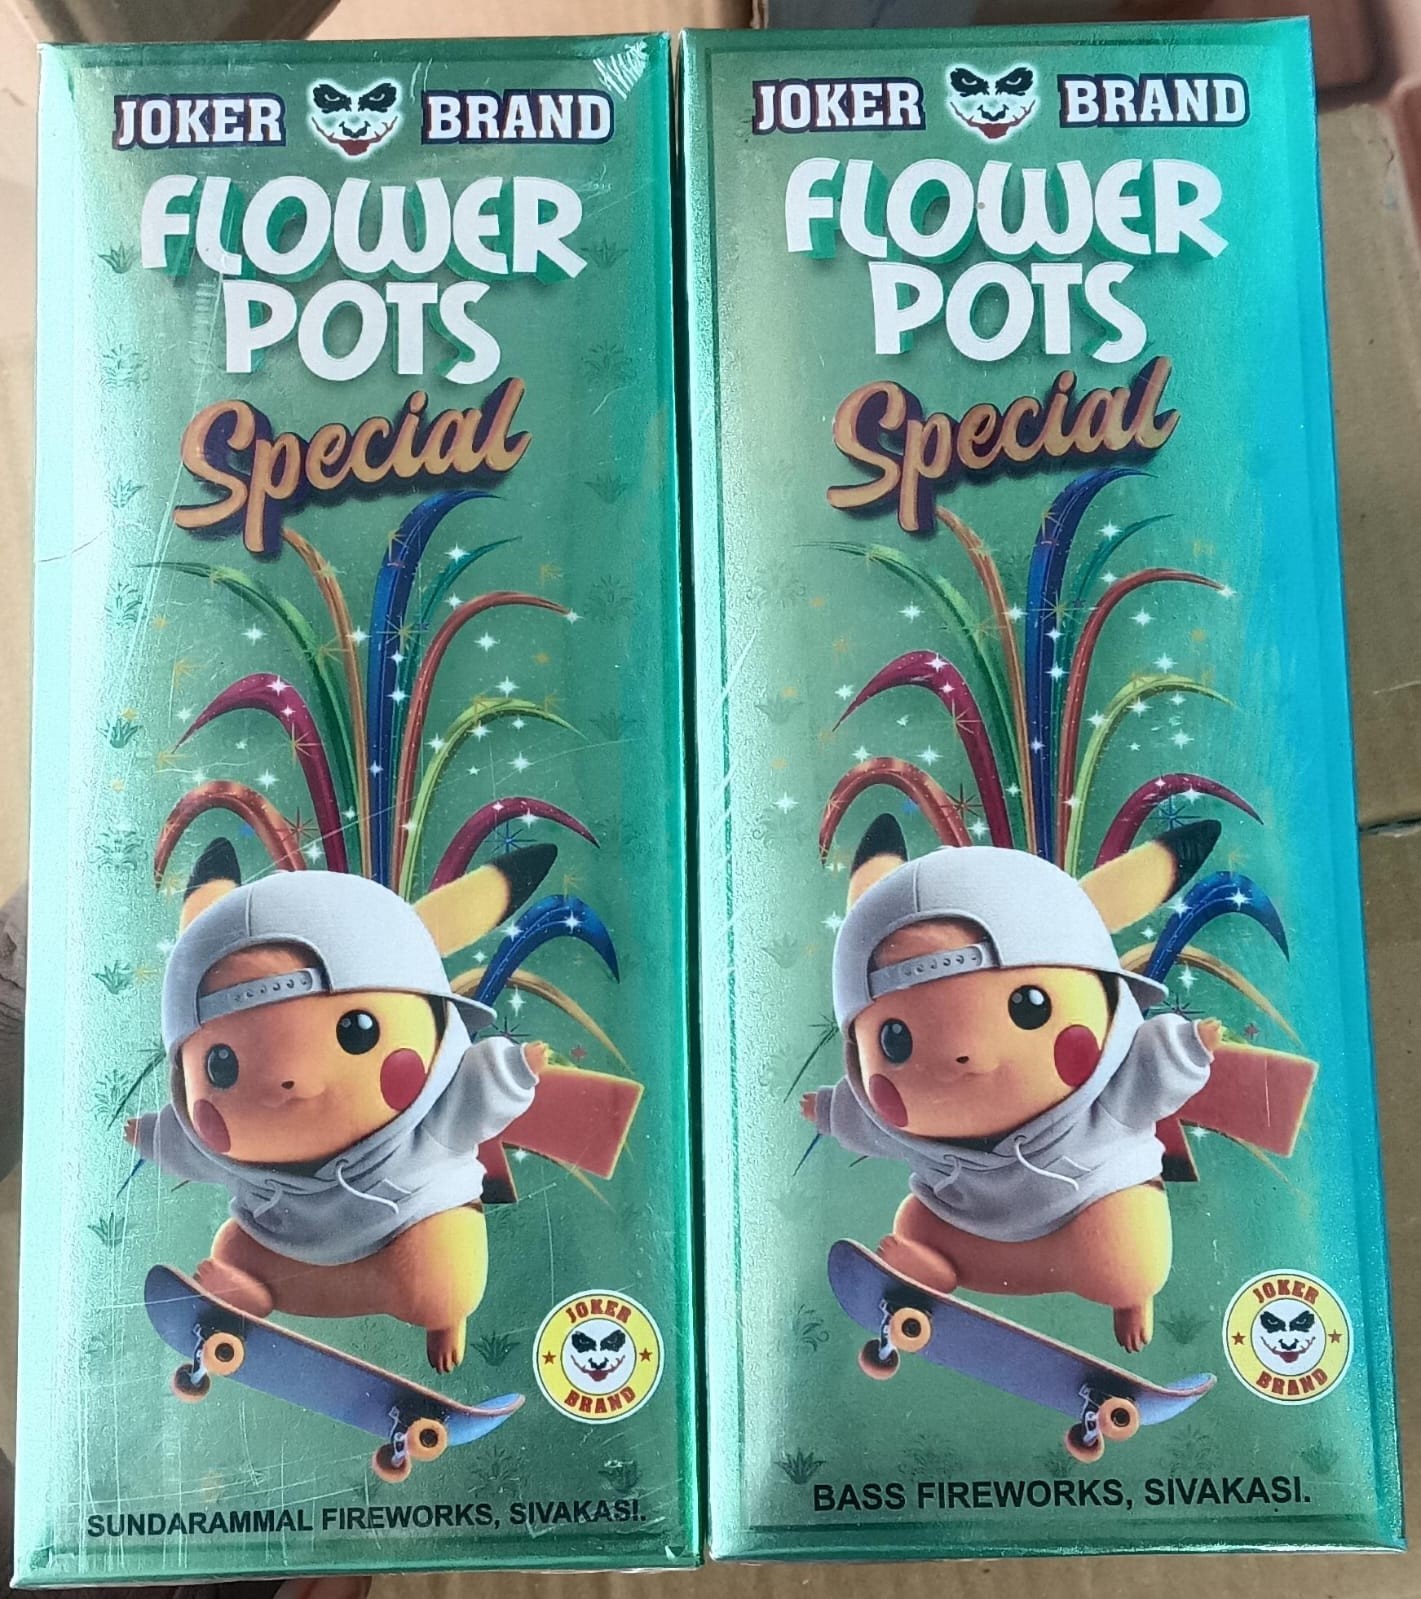 JOKER BRAND
FLOWER
POTS
Special
JOKER
BRAND
SUNDARAMMAL FIREWORKS, SIVAKASI.
JOKER BRAND
FLOWER
POTS
Special
JOKER
BRAND
BASS FIREWORKS, SIVAKASI.